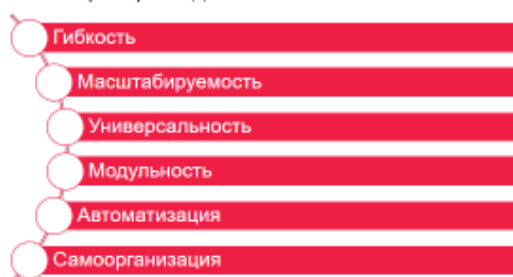 Гибкость
Масштабируемость
Универсальность
Модульность
Автоматизация
Самоорганизация